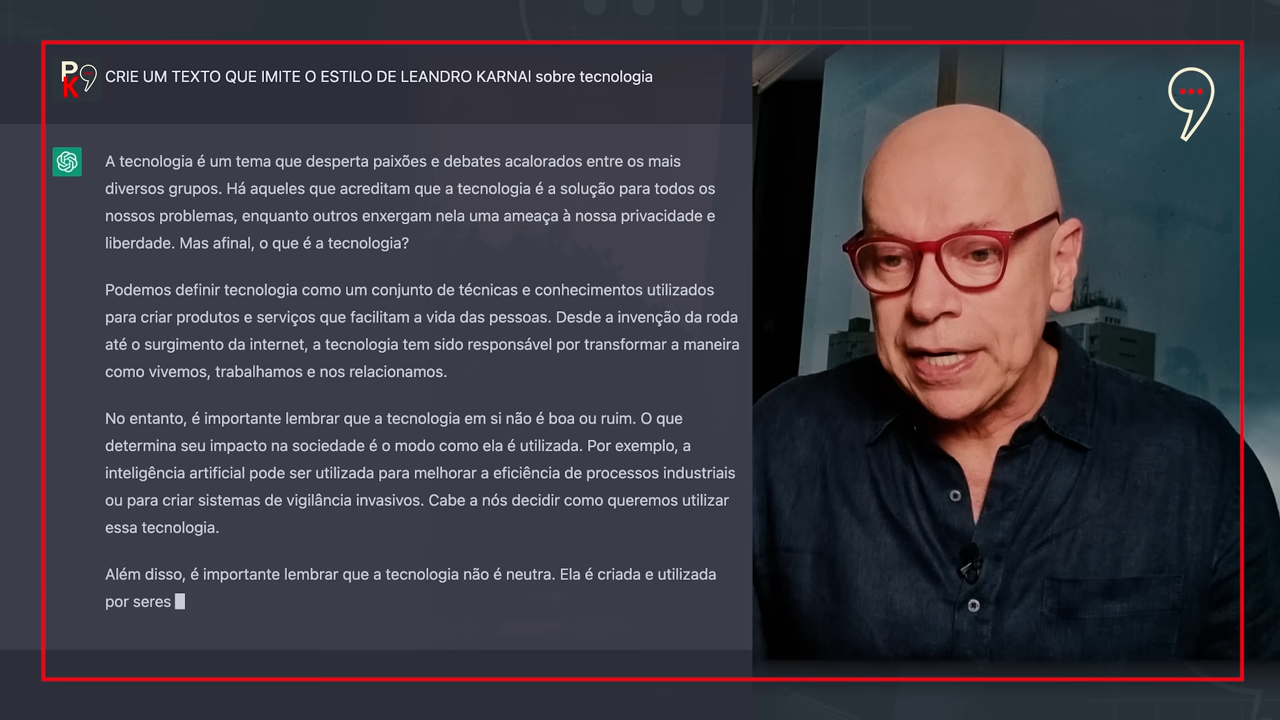 PK
CRIE UM TEXTO QUE IMITE O ESTILO DE LEANDRO KARNAl sobre tecnologia
A tecnologia é um tema que desperta paixões e debates acalorados entre os mais
diversos grupos. Há aqueles que acreditam que a tecnologia é a solução para todos os
nossos problemas, enquanto outros enxergam nela uma ameaça à nossa privacidade e
liberdade. Mas afinal, o que é a tecnologia?
Podemos definir tecnologia como um conjunto de técnicas e conhecimentos utilizados
para criar produtos e serviços que facilitam a vida das pessoas. Desde a invenção da roda
até o surgimento da internet, a tecnologia tem sido responsável por transformar a maneira
como vivemos, trabalhamos e nos relacionamos.
No entanto, é importante lembrar que a tecnologia em si não é boa ou ruim. O que
determina seu impacto na sociedade é o modo como ela é utilizada. Por exemplo, a
inteligência artificial pode ser utilizada para melhorar a eficiência de processos industriais
ou para criar sistemas de vigilância invasivos. Cabe a nós decidir como queremos utilizar
essa tecnologia.
Além disso, é importante lembrar que a tecnologia não é neutra. Ela é criada e utilizada
por seres